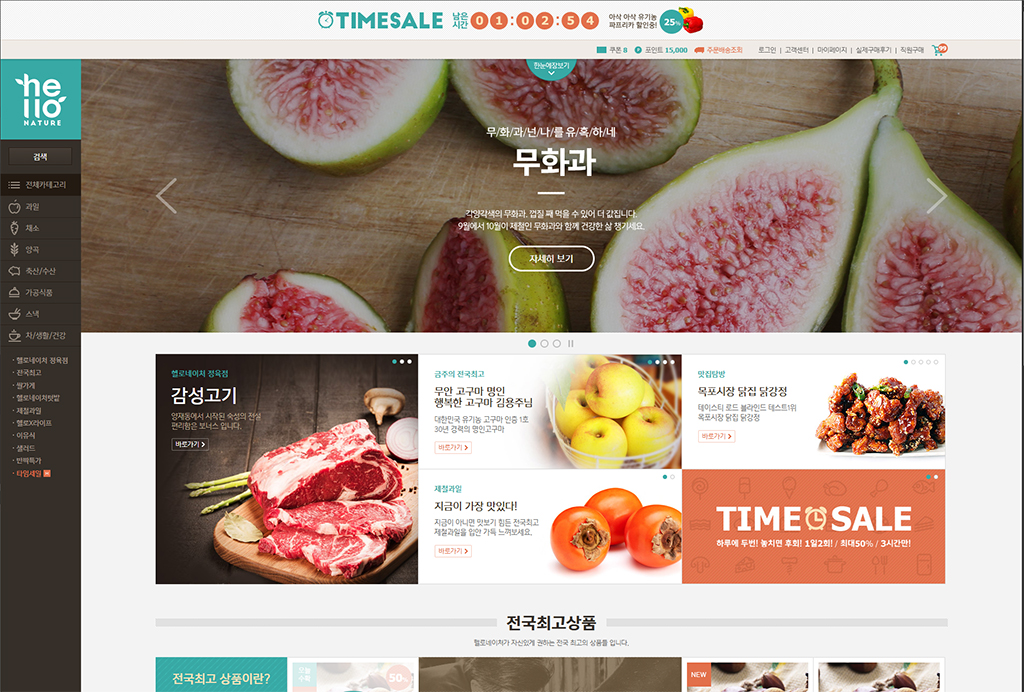 TIMESALE
남은
시간
01:02:54
아삭 아삭 유기농
파프리카 할인중!
25%
쿠폰 8
포인트 15,000
주문배송조회
로그인 | 고객센터 | 마이페이지 | 실제구매후기 | 직원구매
99
한눈에장보기
hello
NATURE
검색
전체카테고리
과일
채소
양곡
축산/수산
가공식품
스낵
차/생활/건강
· 헬로네이처 정육점
· 전국최고
· 알가게
· 헬로네이처텃밭
· 제철과일
· 헬로X라이프
· 이유식
· 샐러드
· 반짝특가
· 타임세일
무/화/과/넌/나/를 유/혹/하/네
무화과
각양각색의 무화과. 껍질 째 먹을 수 있어 더 값집니다.
9월에서 10월이 제철인 무화과와 함께 건강한 삶 챙기세요.
자세히 보기
헬로네이처 정육점
감성고기
양재동에서 시작된 숙성의 전설
편리함은 보너스 입니다.
바로가기 >
금주의 전국최고
무안 고구마 명인
행복한 고구마 김용주님
대한민국 유기농 고구마 인증 1호
30년 경력의 명인고구마
바로가기 >
맛집탐방
목포시장 닭집 닭강정
테이스티 로드 블라인드 테스트1위
목포시장 닭집 닭강정
바로가기 >
제철과일
지금이 가장 맛있다!
지금이 아니면 맛보기 힘든 전국최고
제철과일을 입안 가득 느껴보세요.
바로가기 >
TIME SALE
하루에 두번! 놓치면 후회! 1일2회! / 최대50% / 3시간만!
전국최고상품
헬로네이처가 자신있게 권하는 전국 최고의 상품들 입니다.
전국최고 상품이란?
오늘
수확
50%
NEW